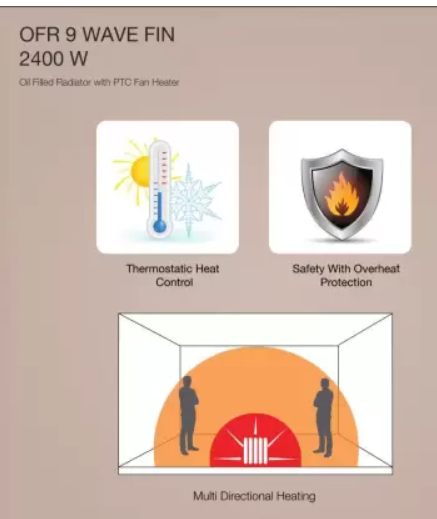 OFR 9 WAVE FIN
2400 W
Oil Filled Radiator with PTC Fan Heater
Thermostatic Heat
Control
Safety With Overheat
Protection
Multi Directional Heating